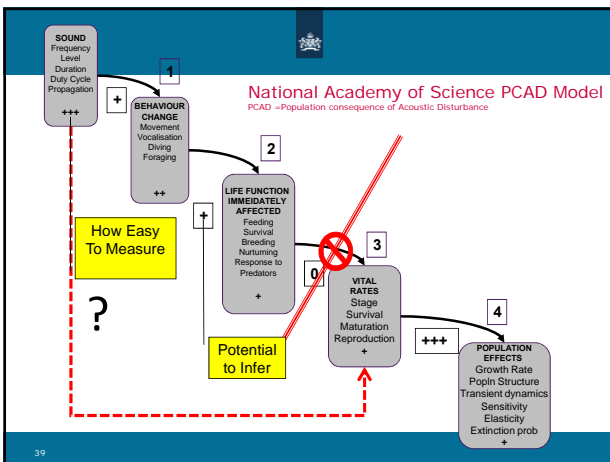 National Academy of Science PCAD Model
PCAD =Population consequence of Acoustic Disturbance
SOUND
Frequency
Level
Duration
Duty Cycle
Propagation
+++
1
+
BEHAVIOUR
CHANGE
Movement
Vocalisation
Diving
Foraging
++
2
+
LIFE FUNCTION
IMMEIDATELY
AFFECTED
Feeding
Survival
Breeding
Nurturing
Response to
Predators
+
3
0
VITAL
RATES
Stage
Survival
Maturation
Reproduction
+
4
+++
POPULATION
EFFECTS
Growth Rate
Popln Structure
Transient dynamics
Sensitivity
Elasticity
Extinction prob
+
How Easy
To Measure
?
Potential
to Infer
39